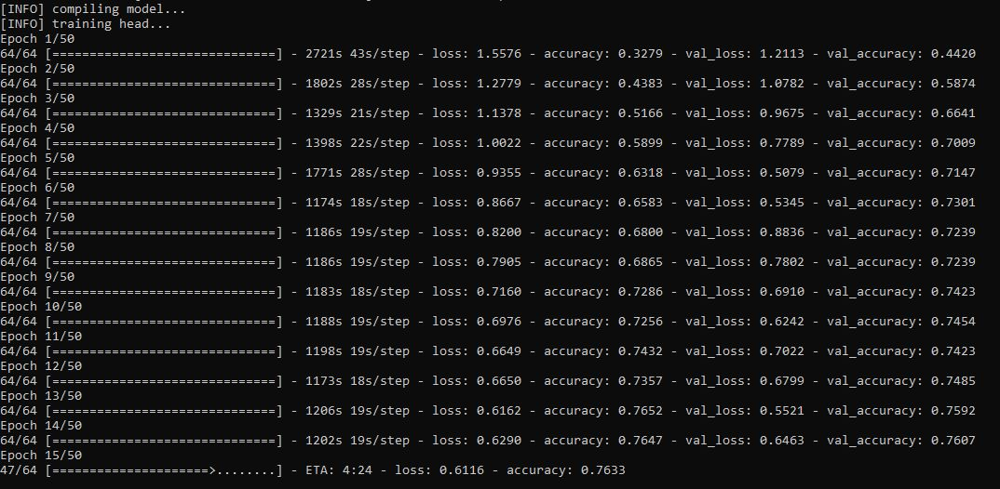 [INFO] compiling model...
[INFO] training head...
Epoch 1/50
64/64 [==============================] - 2721s 43s/step - loss: 1.5576 - accuracy: 0.3279 - val_loss: 1.2113 - val_accuracy: 0.4420
Epoch 2/50
64/64 [==============================] - 1802s 28s/step - loss: 1.2779 - accuracy: 0.4383 - val_loss: 1.0782 - val_accuracy: 0.5874
Epoch 3/50
64/64 [==============================] - 1329s 21s/step - loss: 1.1378 - accuracy: 0.5166 - val_loss: 0.9675 - val_accuracy: 0.6641
Epoch 4/50
64/64 [==============================] - 1398s 22s/step - loss: 1.0022 - accuracy: 0.5899 - val_loss: 0.7789 - val_accuracy: 0.7009
Epoch 5/50
64/64 [==============================] - 1771s 28s/step - loss: 0.9355 - accuracy: 0.6318 - val_loss: 0.5079 - val_accuracy: 0.7147
Epoch 6/50
64/64 [==============================] - 1174s 18s/step - loss: 0.8667 - accuracy: 0.6583 - val_loss: 0.5345 - val_accuracy: 0.7301
Epoch 7/50
64/64 [==============================] - 1186s 19s/step - loss: 0.8200 - accuracy: 0.6800 - val_loss: 0.8836 - val_accuracy: 0.7239
Epoch 8/50
64/64 [==============================] - 1186s 19s/step - loss: 0.7905 - accuracy: 0.6865 - val_loss: 0.7802 - val_accuracy: 0.7239
Epoch 9/50
64/64 [==============================] - 1183s 18s/step - loss: 0.7160 - accuracy: 0.7286 - val_loss: 0.6910 - val_accuracy: 0.7423
Epoch 10/50
64/64 [==============================] - 1188s 19s/step - loss: 0.6976 - accuracy: 0.7256 - val_loss: 0.6242 - val_accuracy: 0.7454
Epoch 11/50
64/64 [==============================] - 1198s 19s/step - loss: 0.6649 - accuracy: 0.7432 - val_loss: 0.7022 - val_accuracy: 0.7423
Epoch 12/50
64/64 [==============================] - 1173s 18s/step - loss: 0.6650 - accuracy: 0.7357 - val_loss: 0.6799 - val_accuracy: 0.7485
Epoch 13/50
64/64 [==============================] - 1206s 19s/step - loss: 0.6162 - accuracy: 0.7652 - val_loss: 0.5521 - val_accuracy: 0.7592
Epoch 14/50
64/64 [==============================] - 1202s 19s/step - loss: 0.6290 - accuracy: 0.7647 - val_loss: 0.6463 - val_accuracy: 0.7607
Epoch 15/50
47/64 [=====================>........] - ETA: 4:24 - loss: 0.6116 - accuracy: 0.7633